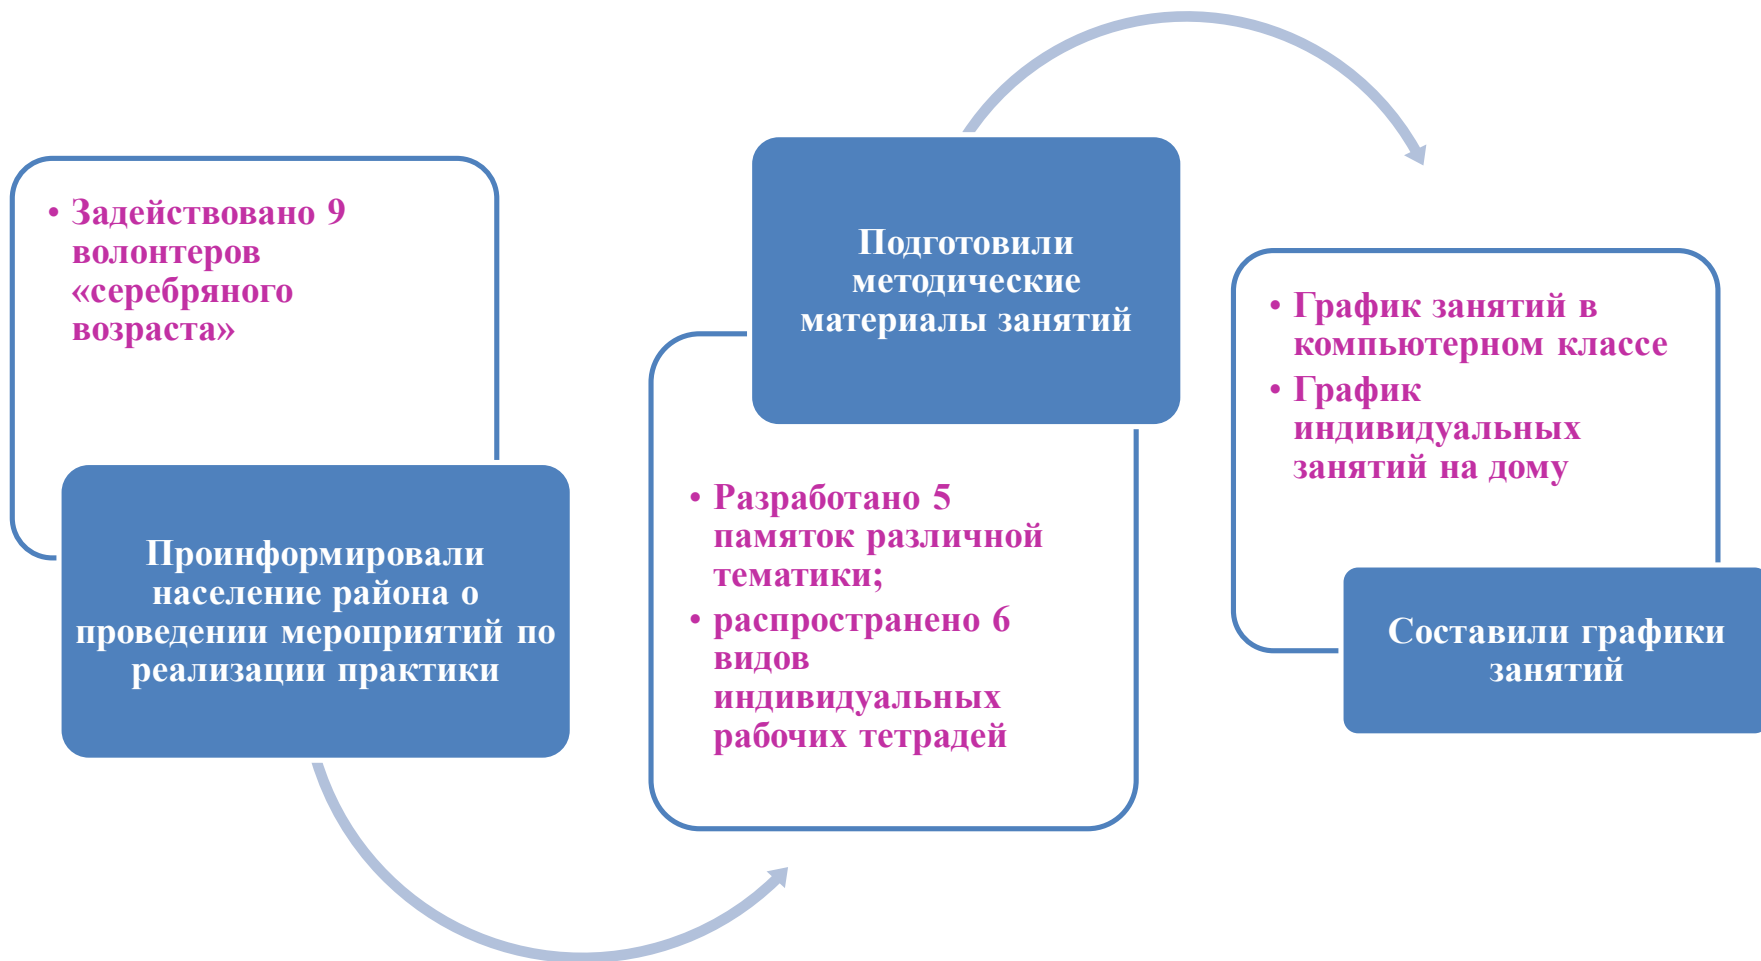 • Задействовано 9
волонтеров
«серебряного
возраста»
Проинформировали
население района о
проведении мероприятий по
реализации практики
Подготовили
методические
материалы занятий
• Разработано 5
памяток различной
тематики;
• распространено 6
видов
индивидуальных
рабочих тетрадей
• График занятий в
компьютерном классе
• График
индивидуальных
занятий на дому
Составили графики
занятий